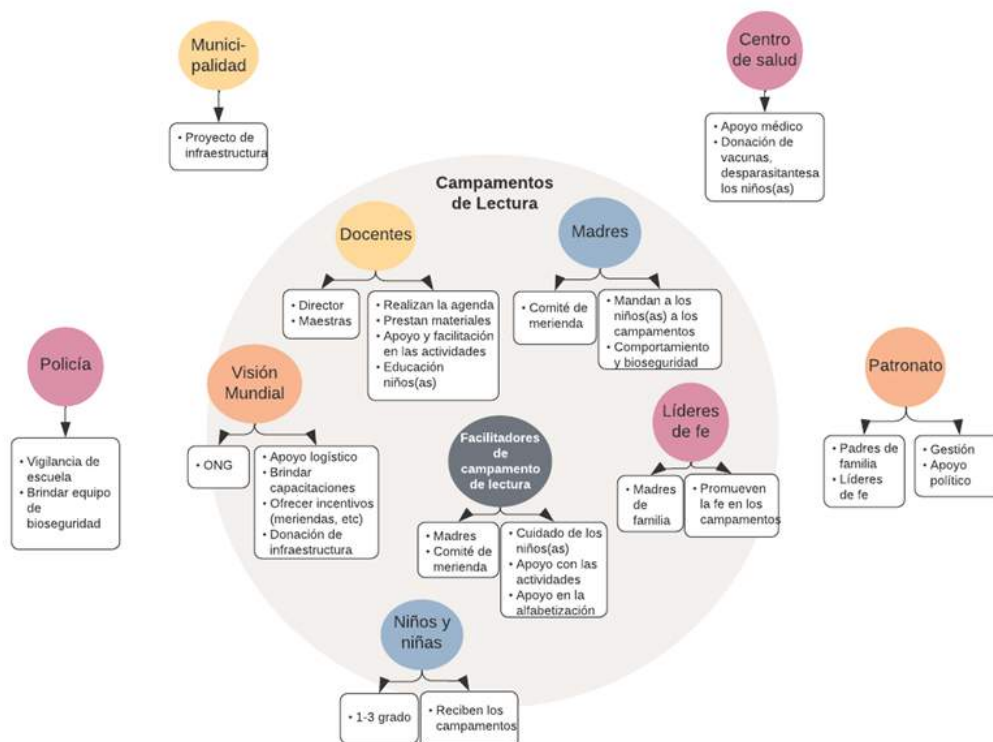 Munici-
palidad
• Proyecto de
infraestructura
Centro
de salud
• Apoyo médico
• Donación de
vacunas,
desparasitantesa
los niños(as)
Campamentos
de Lectura
Docentes
• Director
• Maestras
• Realizan la agenda
• Prestan materiales
• Apoyo y facilitación
en las actividades
• Educación
niños(as)
Madres
• Comité de
merienda
• Mandan a los
niños(as) a los
campamentos
• Comportamiento
y bioseguridad
Policía
• Vigilancia de
escuela
• Brindar equipo
de
bioseguridad
Visión
Mundial
• ONG
• Apoyo logístico
• Brindar
capacitaciones
• Ofrecer incentivos
(meriendas, etc)
• Donación de
infraestructura
Facilitadores
de
campamento
de lectura
• Madres
• Comité de
merienda
• Cuidado de los
niños(as)
• Apoyo con las
actividades
• Apoyo en la
alfabetización
Líderes
de fe
• Madres
de
familia
• Promueven
la fe en los
campamentos
Patronato
• Padres de
familia
• Líderes
de fe
• Gestión
• Apoyo
político
Niños y
niñas
• 1-3 grado
• Reciben los
campamentos